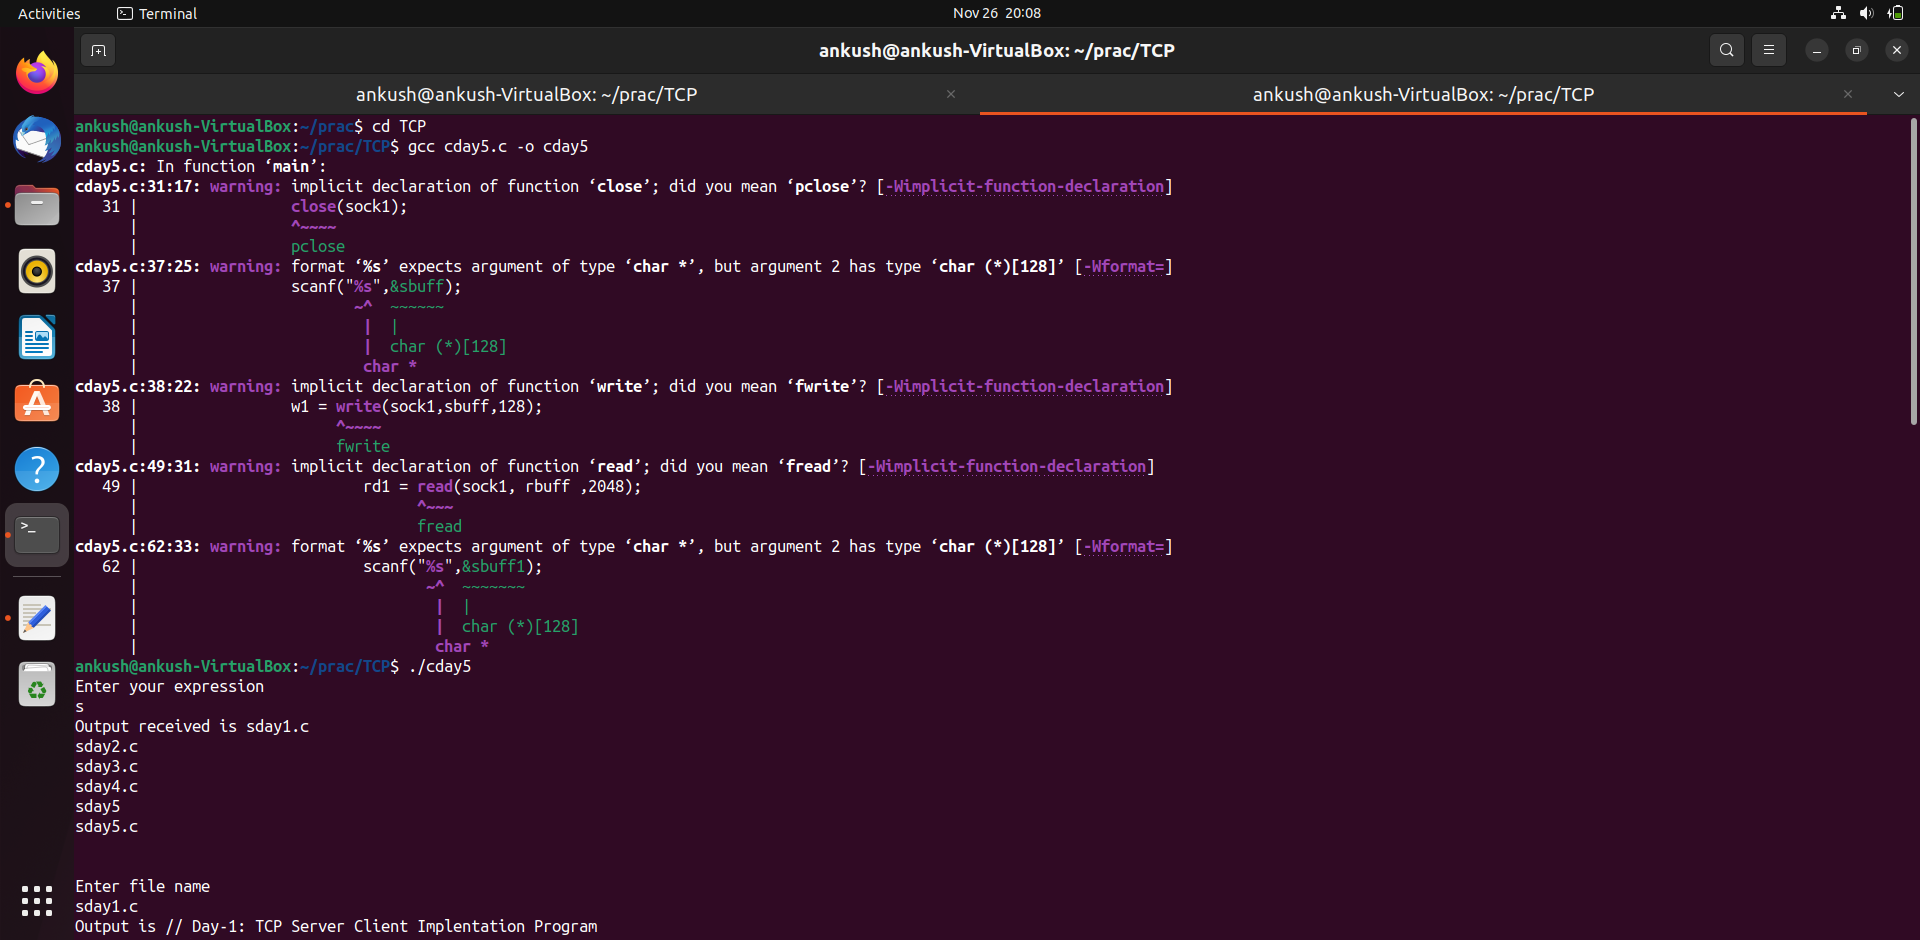 Activities
Terminal
Nov 26 20:08
ankush@ankush-VirtualBox: ~/prac/TCP
ankush@ankush-VirtualBox: ~/prac/TCP
ankush@ankush-VirtualBox: ~/prac/TCP
ankush@ankush-VirtualBox:~/prac$ cd TCP
ankush@ankush-VirtualBox:~/prac/TCP$ gcc cday5.c -o cday5
cday5.c: In function ‘main’:
cday5.c:31:17: warning: implicit declaration of function ‘close’; did you mean ‘pclose’? [-Wimplicit-function-declaration]
   31 |                 close(sock1);
      |                 ^~~~~
      |                 pclose
cday5.c:37:25: warning: format ‘%s’ expects argument of type ‘char *’, but argument 2 has type ‘char (*)[128]’ [-Wformat=]
   37 |                 scanf("%s",&sbuff);
      |                        ~^  ~~~~~~
      |                         |  |
      |                         |  char (*)[128]
      |                         char *
cday5.c:38:22: warning: implicit declaration of function ‘write’; did you mean ‘fwrite’? [-Wimplicit-function-declaration]
   38 |                 w1 = write(sock1,sbuff,128);
      |                      ^~~~~
      |                      fwrite
cday5.c:49:31: warning: implicit declaration of function ‘read’; did you mean ‘fread’? [-Wimplicit-function-declaration]
   49 |                         rd1 = read(sock1, rbuff ,2048);
      |                               ^~~~
      |                               fread
cday5.c:62:33: warning: format ‘%s’ expects argument of type ‘char *’, but argument 2 has type ‘char (*)[128]’ [-Wformat=]
   62 |                         scanf("%s",&sbuff1);
      |                                ~^  ~~~~~~~
      |                                 |  |
      |                                 |  char (*)[128]
      |                                 char *
ankush@ankush-VirtualBox:~/prac/TCP$ ./cday5
Enter your expression
s
Output received is sday1.c
sday2.c
sday3.c
sday4.c
sday5
sday5.c
Enter file name
sday1.c
Output is // Day-1: TCP Server Client Implentation Program